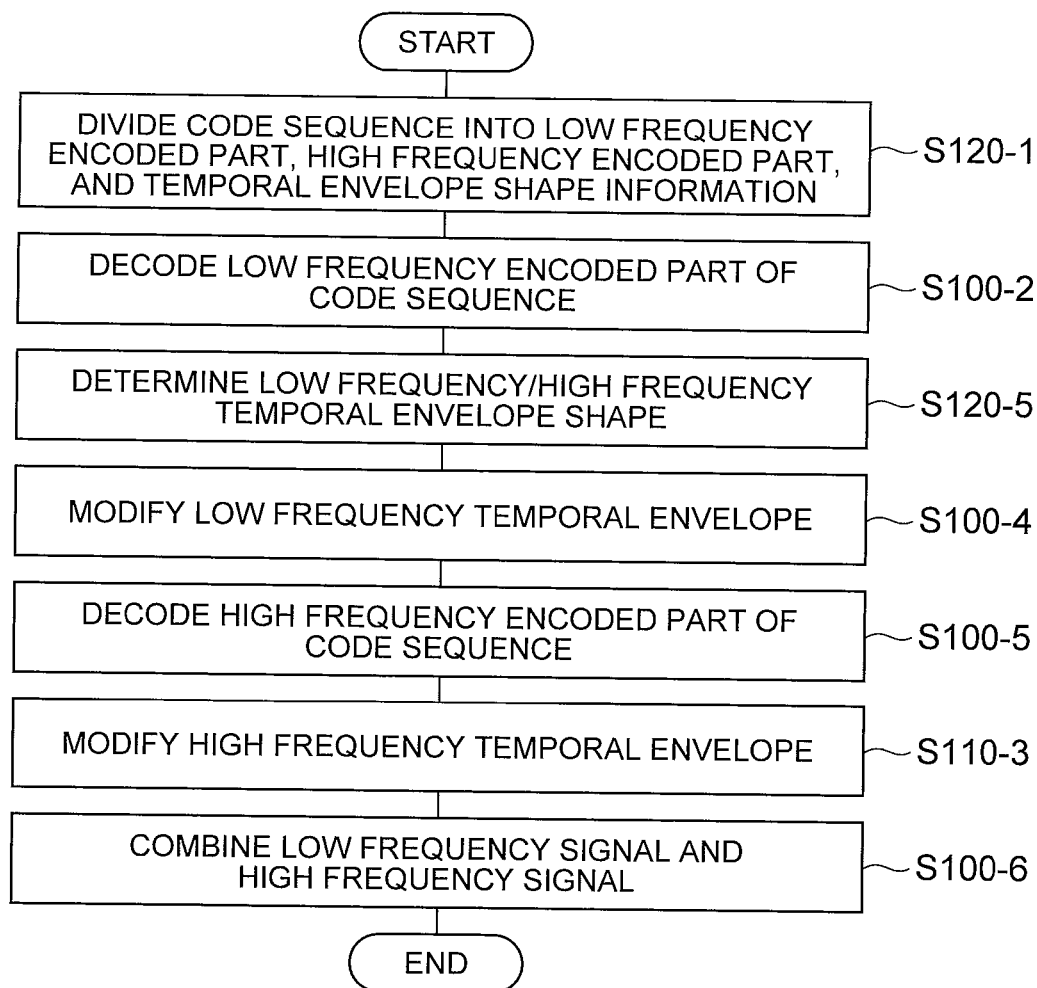 START
DIVIDE CODE SEQUENCE INTO LOW FREQUENCY
ENCODED PART, HIGH FREQUENCY ENCODED PART,
AND TEMPORAL ENVELOPE SHAPE INFORMATION
S120-1
DECODE LOW FREQUENCY ENCODED PART OF
CODE SEQUENCE
S100-2
DETERMINE LOW FREQUENCY/HIGH FREQUENCY
TEMPORAL ENVELOPE SHAPE
S120-5
MODIFY LOW FREQUENCY TEMPORAL ENVELOPE
S100-4
DECODE HIGH FREQUENCY ENCODED PART OF
CODE SEQUENCE
S100-5
MODIFY HIGH FREQUENCY TEMPORAL ENVELOPE
S110-3
COMBINE LOW FREQUENCY SIGNAL AND
HIGH FREQUENCY SIGNAL
S100-6
END